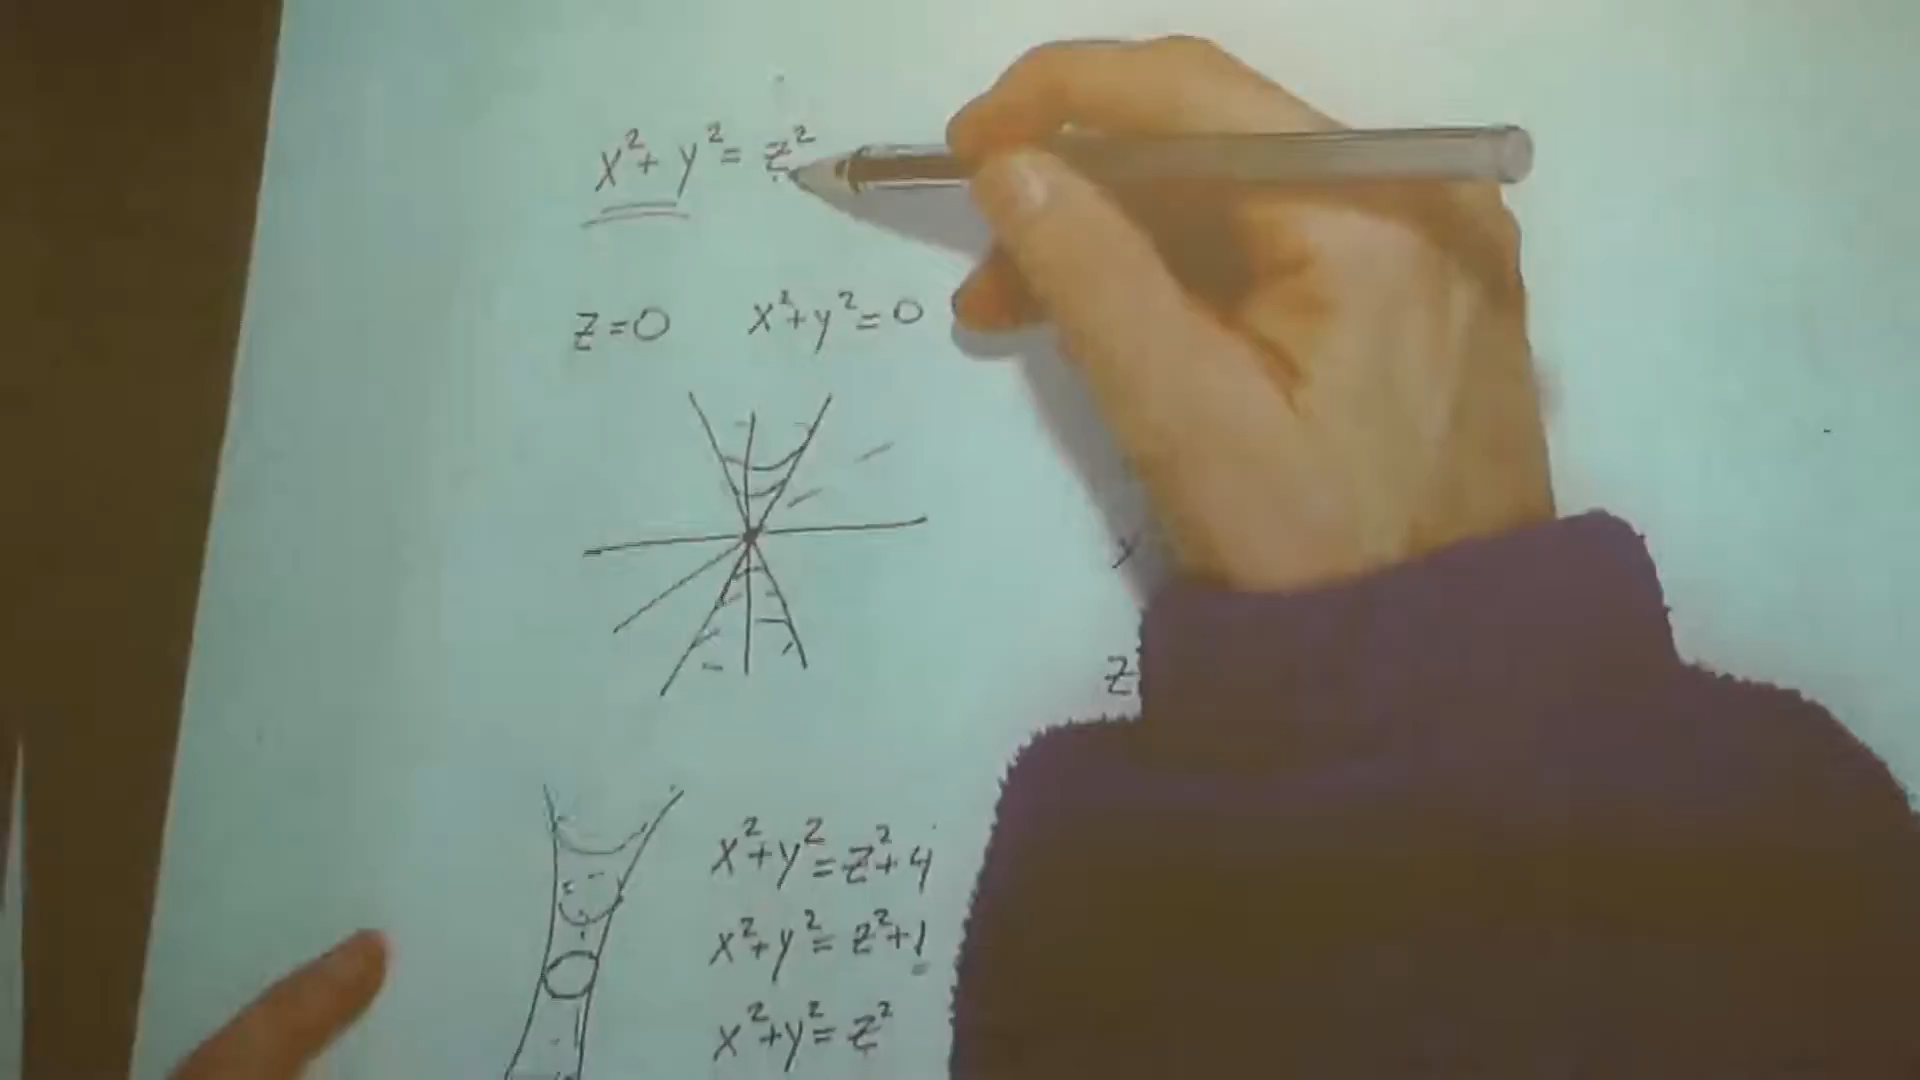 x² + y² = z²
z = 0 x² + y² = 0
z
x² + y² = z² + 4
x² + y² = z² + 1
x² + y² = z²